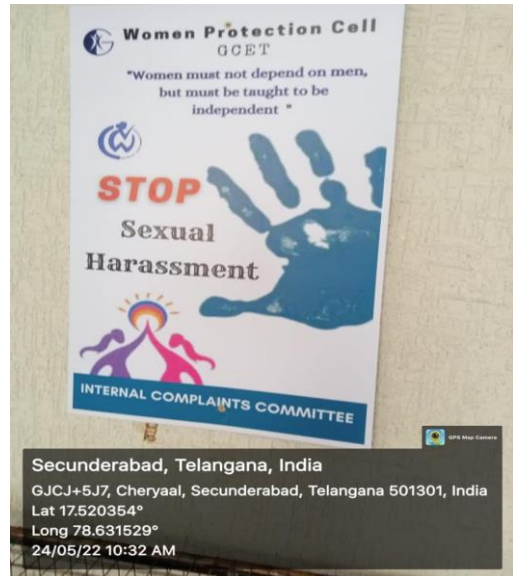 Women Protection Cell
GCET
"Women must not depend on men,
but must be taught to be
independent "
STOP
Sexual
Harassment
INTERNAL COMPLAINTS COMMITTEE
GPS Map Camera
Secunderabad, Telangana, India
GJCJ+5J7, Cheryaal, Secunderabad, Telangana 501301, India
Lat 17.520354°
Long 78.631529°
24/05/22 10:32 AM